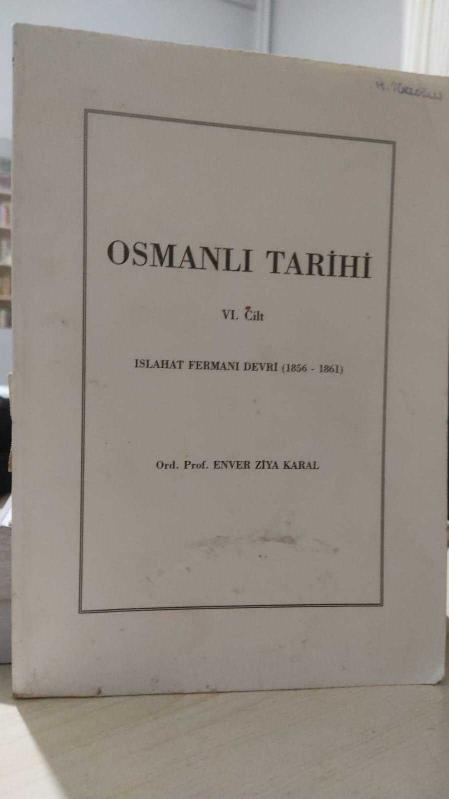 OSMANLI TARİHİ
VI. Cilt
ISLAHAT FERMANI DEVRİ (1856 - 1861)
Ord. Prof. ENVER ZİYA KARAL